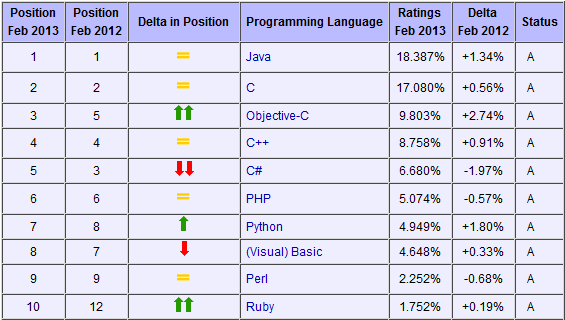 Position Feb 2013 Position Feb 2012 Delta in Position Programming Language Ratings Feb 2013 Delta Feb 2012 Status
1 1 Java 18.387% +1.34% A
2 2 C 17.080% +0.56% A
3 5 Objective-C 9.803% +2.74% A
4 4 C++ 8.758% +0.91% A
5 3 C# 6.680% -1.97% A
6 6 PHP 5.074% -0.57% A
7 8 Python 4.949% +1.80% A
8 7 (Visual) Basic 4.648% +0.33% A
9 9 Perl 2.252% -0.68% A
10 12 Ruby 1.752% +0.19% A